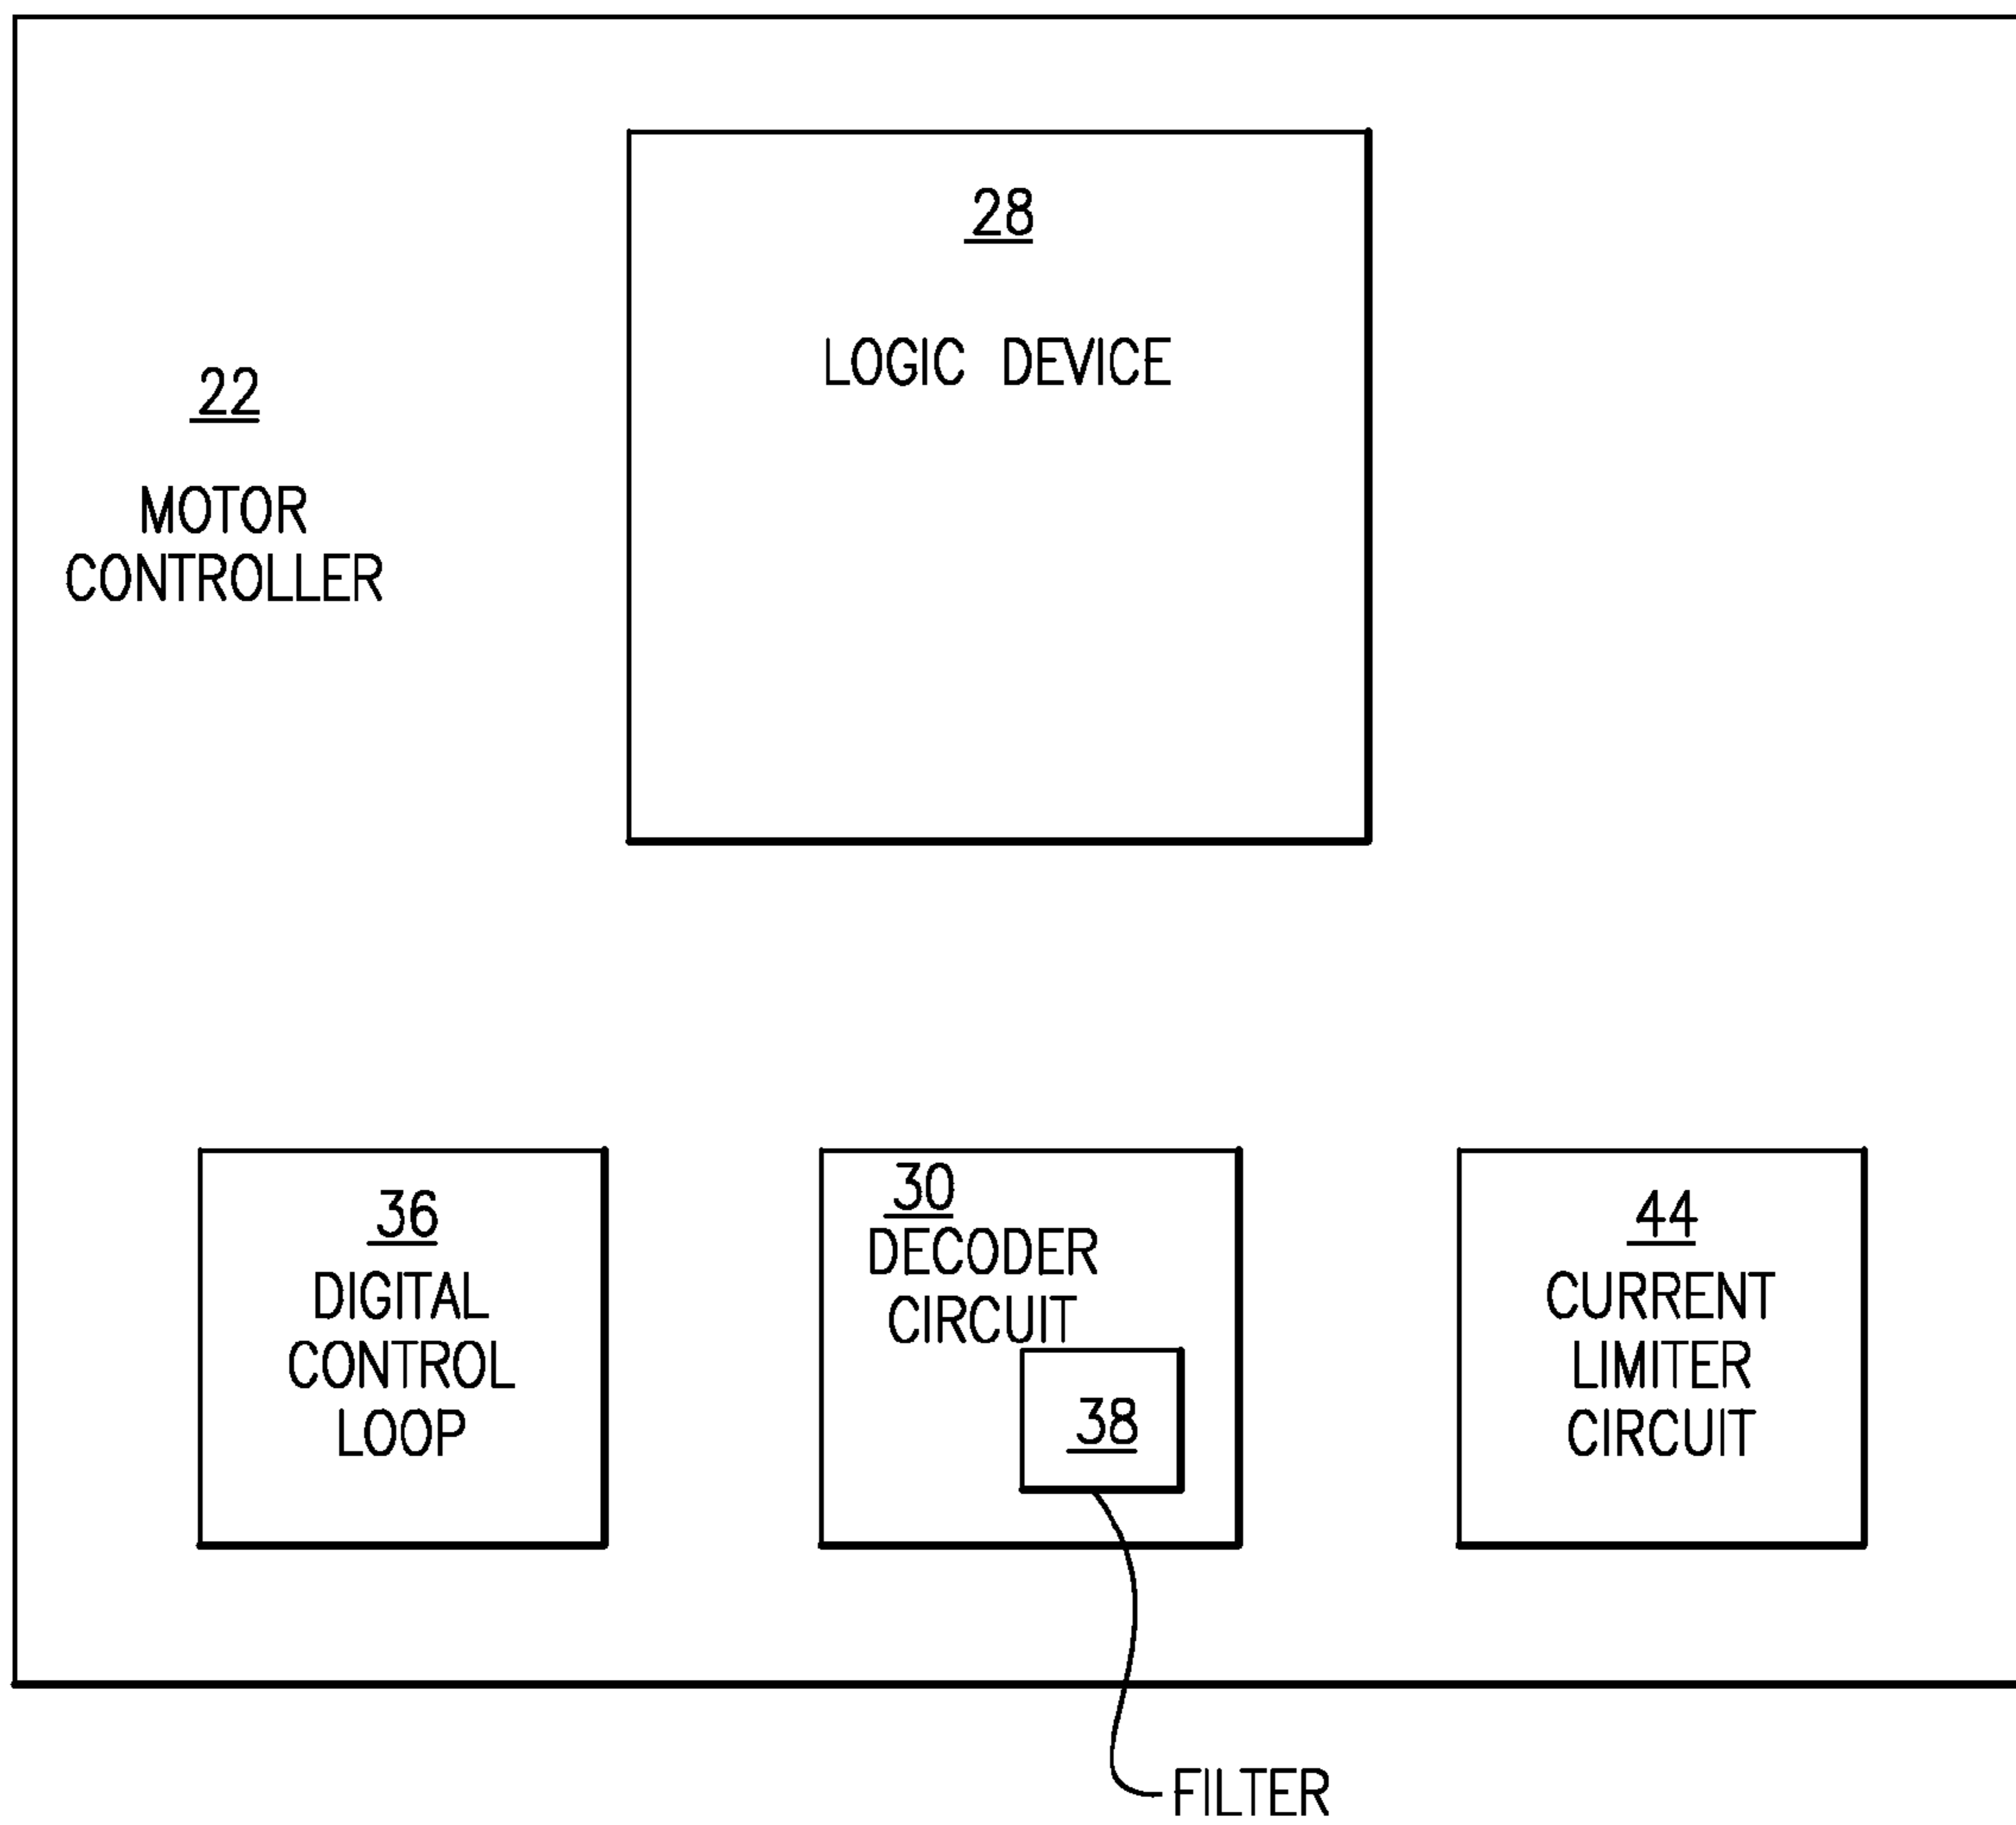 28
LOGIC DEVICE
22
MOTOR
CONTROLLER
36
DIGITAL
CONTROL
LOOP
30
DECODER
CIRCUIT
38
44
CURRENT
LIMITER
CIRCUIT
FILTER